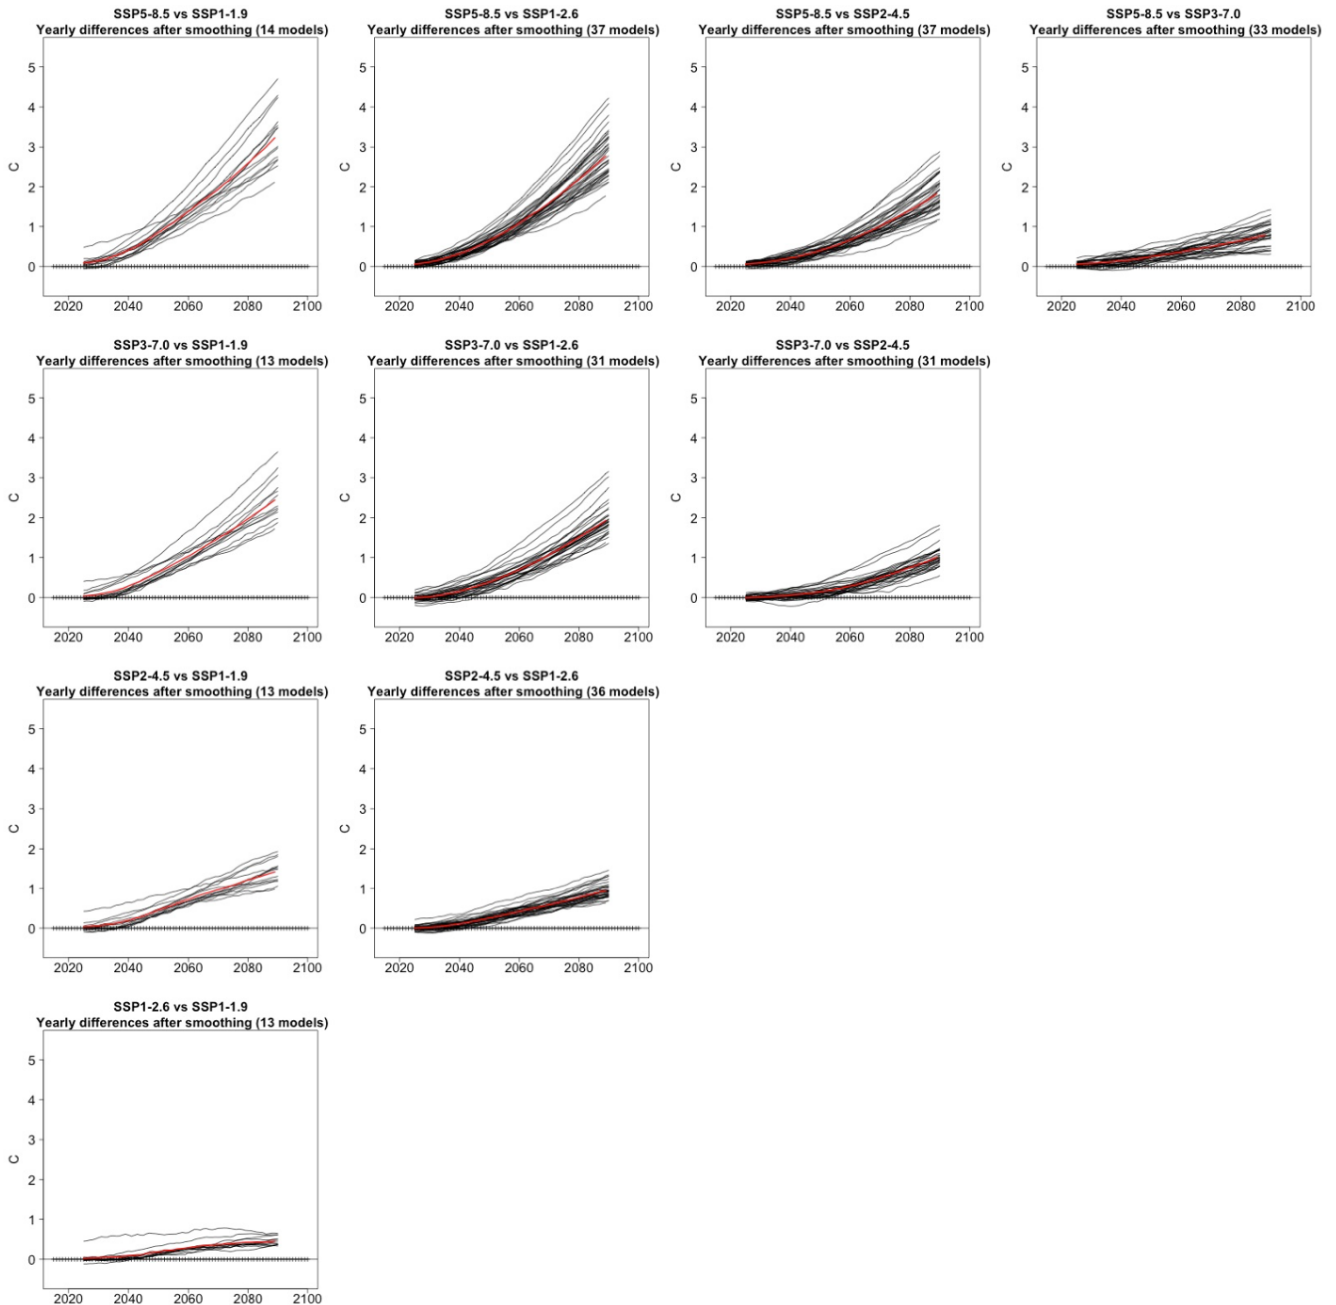 SSP5-8.5 vs SSP1-1.9
Yearly differences after smoothing (14 models)
5
4
3
2
1
0
C
2020 2040 2060 2080 2100
SSP5-8.5 vs SSP1-2.6
Yearly differences after smoothing (37 models)
5
4
3
2
1
0
C
2020 2040 2060 2080 2100
SSP5-8.5 vs SSP2-4.5
Yearly differences after smoothing (37 models)
5
4
3
2
1
0
C
2020 2040 2060 2080 2100
SSP5-8.5 vs SSP3-7.0
Yearly differences after smoothing (33 models)
5
4
3
2
1
0
C
2020 2040 2060 2080 2100
SSP3-7.0 vs SSP1-1.9
Yearly differences after smoothing (13 models)
5
4
3
2
1
0
C
2020 2040 2060 2080 2100
SSP3-7.0 vs SSP1-2.6
Yearly differences after smoothing (31 models)
5
4
3
2
1
0
C
2020 2040 2060 2080 2100
SSP3-7.0 vs SSP2-4.5
Yearly differences after smoothing (31 models)
5
4
3
2
1
0
C
2020 2040 2060 2080 2100
SSP2-4.5 vs SSP1-1.9
Yearly differences after smoothing (13 models)
5
4
3
2
1
0
C
2020 2040 2060 2080 2100
SSP2-4.5 vs SSP1-2.6
Yearly differences after smoothing (36 models)
5
4
3
2
1
0
C
2020 2040 2060 2080 2100
SSP1-2.6 vs SSP1-1.9
Yearly differences after smoothing (13 models)
5
4
3
2
1
0
C
2020 2040 2060 2080 2100